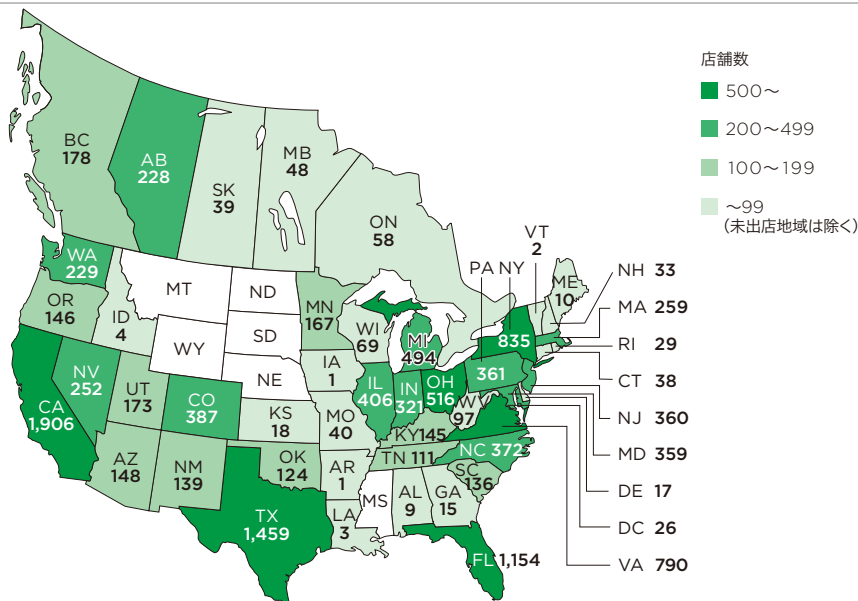 店舗数
500～
200～499
100～199
～99
(未出店地域は除く)
BC
178
AB
228
SK
39
MB
48
ON
58
VT
2
PA NY
835
361
ME
10
NH 33
MA 259
RI 29
CT 38
NJ 360
MD 359
DE 17
DC 26
VA 790
WA
229
OR
146
ID
4
MT
ND
SD
WY
NE
MN
167
WI
69
MI
494
IA
1
IL
406
IN
321
OH
516
WV
97
NV
252
UT
173
CO
387
KS
18
MO
40
KY 145
CA
1,906
AZ
148
NM
139
OK
124
AR
1
TN 111
NC 372
SC
136
MS
AL
9
GA
15
LA
3
TX
1,459
FL 1,154